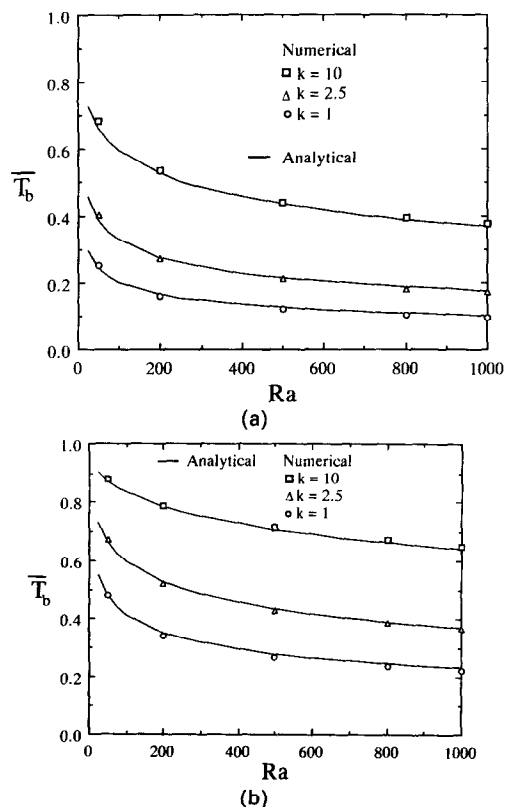 1.0
0.8
0.6
0.4
0.2
0.0
T_b
Numerical
k = 10
k = 2.5
k = 1
Analytical
0 200 400 600 800 1000
Ra
(a)
1.0
0.8
0.6
0.4
0.2
0.0
T_b
Analytical
Numerical
k = 10
k = 2.5
k = 1
0 200 400 600 800 1000
Ra
(b)